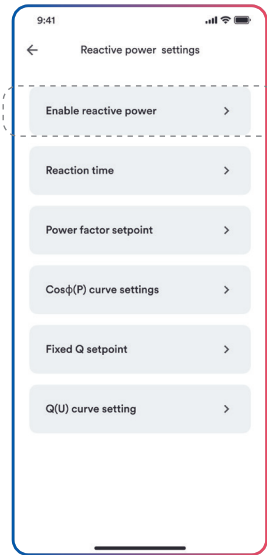 9:41
Reactive power settings
Enable reactive power
Reaction time
Power factor setpoint
Cosϕ(P) curve settings
Fixed Q setpoint
Q(U) curve setting